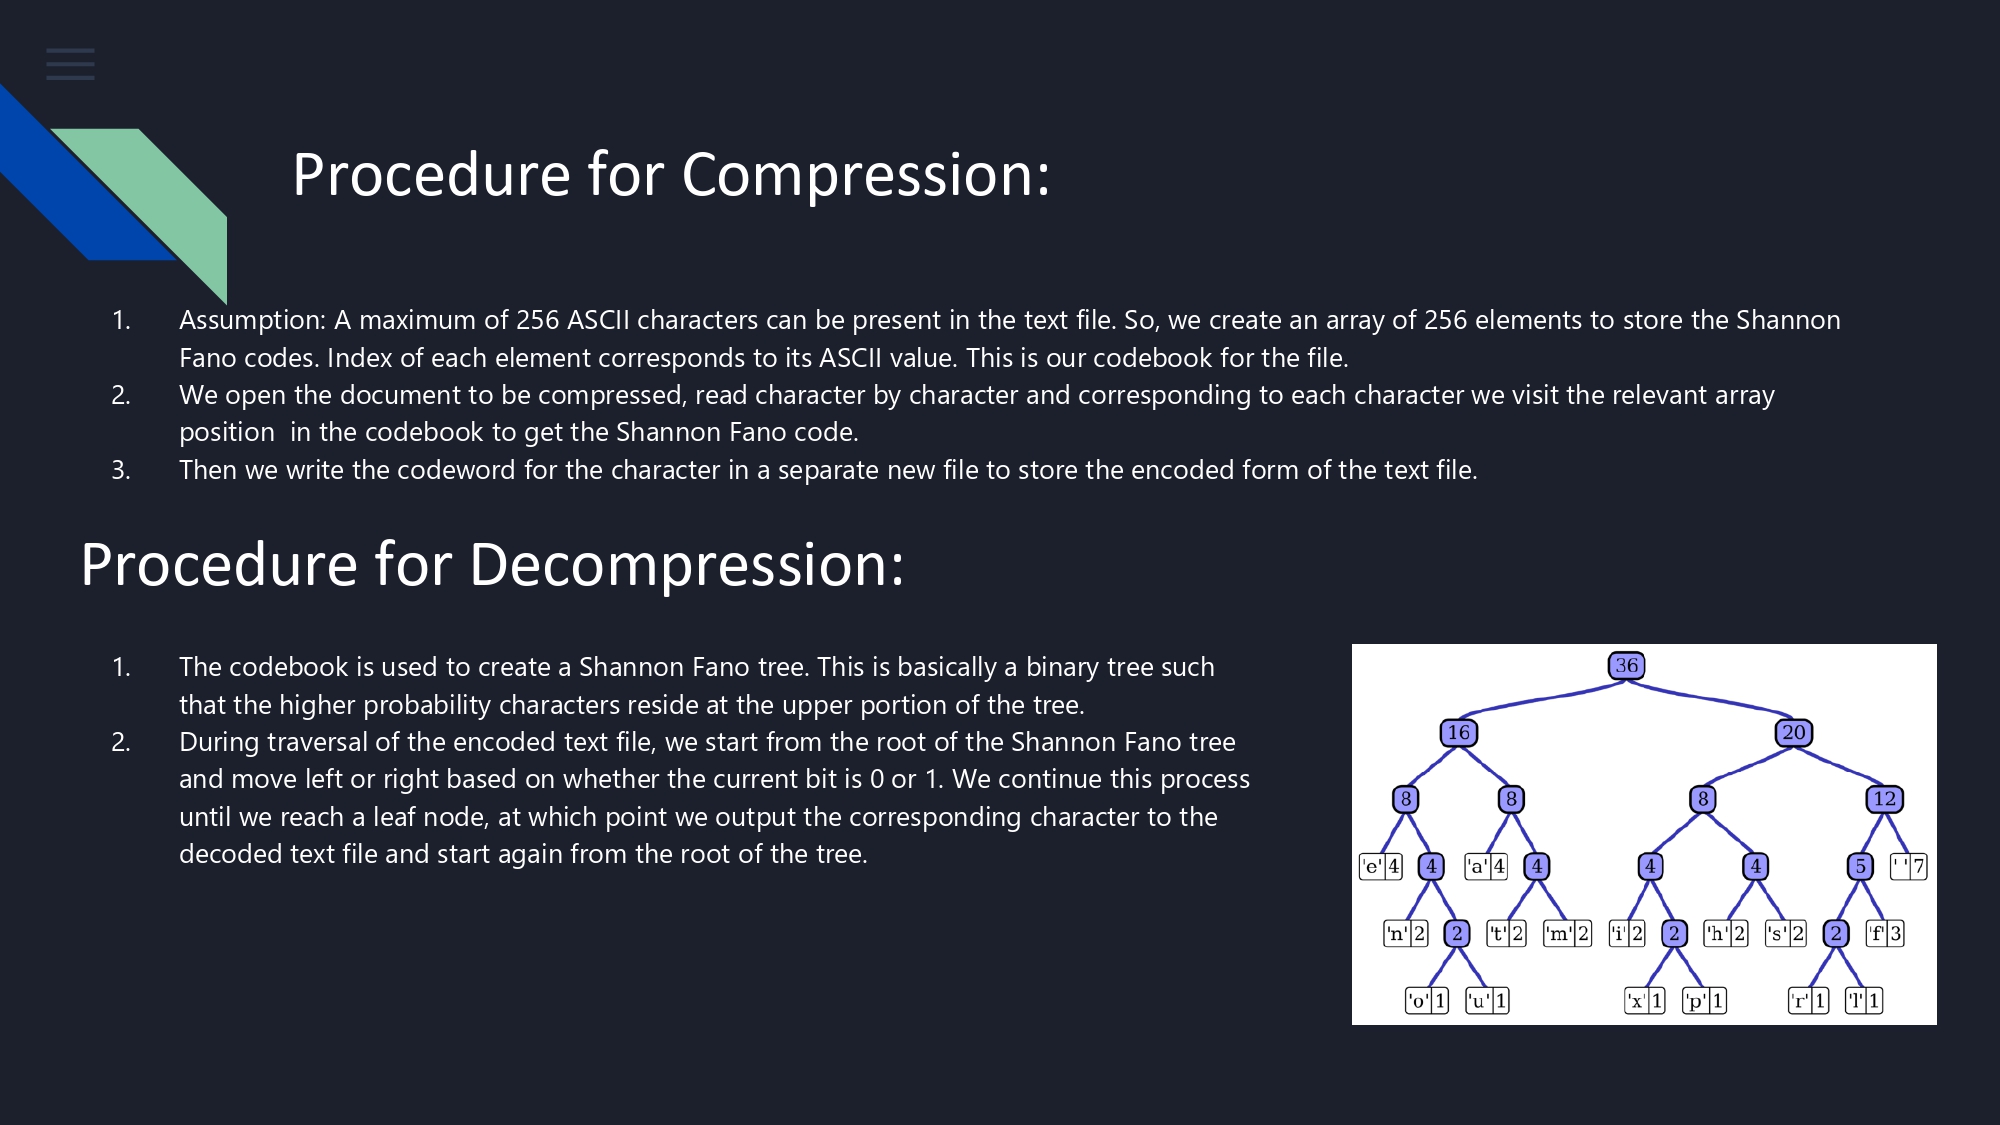 Procedure for Compression:
1. Assumption: A maximum of 256 ASCII characters can be present in the text file. So, we create an array of 256 elements to store the Shannon
Fano codes. Index of each element corresponds to its ASCII value. This is our codebook for the file.
2. We open the document to be compressed, read character by character and corresponding to each character we visit the relevant array
position  in the codebook to get the Shannon Fano code.
3. Then we write the codeword for the character in a separate new file to store the encoded form of the text file.
Procedure for Decompression:
1. The codebook is used to create a Shannon Fano tree. This is basically a binary tree such
that the higher probability characters reside at the upper portion of the tree.
2. During traversal of the encoded text file, we start from the root of the Shannon Fano tree
and move left or right based on whether the current bit is 0 or 1. We continue this process
until we reach a leaf node, at which point we output the corresponding character to the
decoded text file and start again from the root of the tree.
36
16 20
8 8 8 12
'e' 4 4 'a' 4 4 4 4 5 ' ' 7
'n' 2 2 't' 2 'm' 2 'i' 2 2 'h' 2 's' 2 2 'f' 3
'o' 1 'u' 1 'x' 1 'p' 1 'r' 1 'l' 1